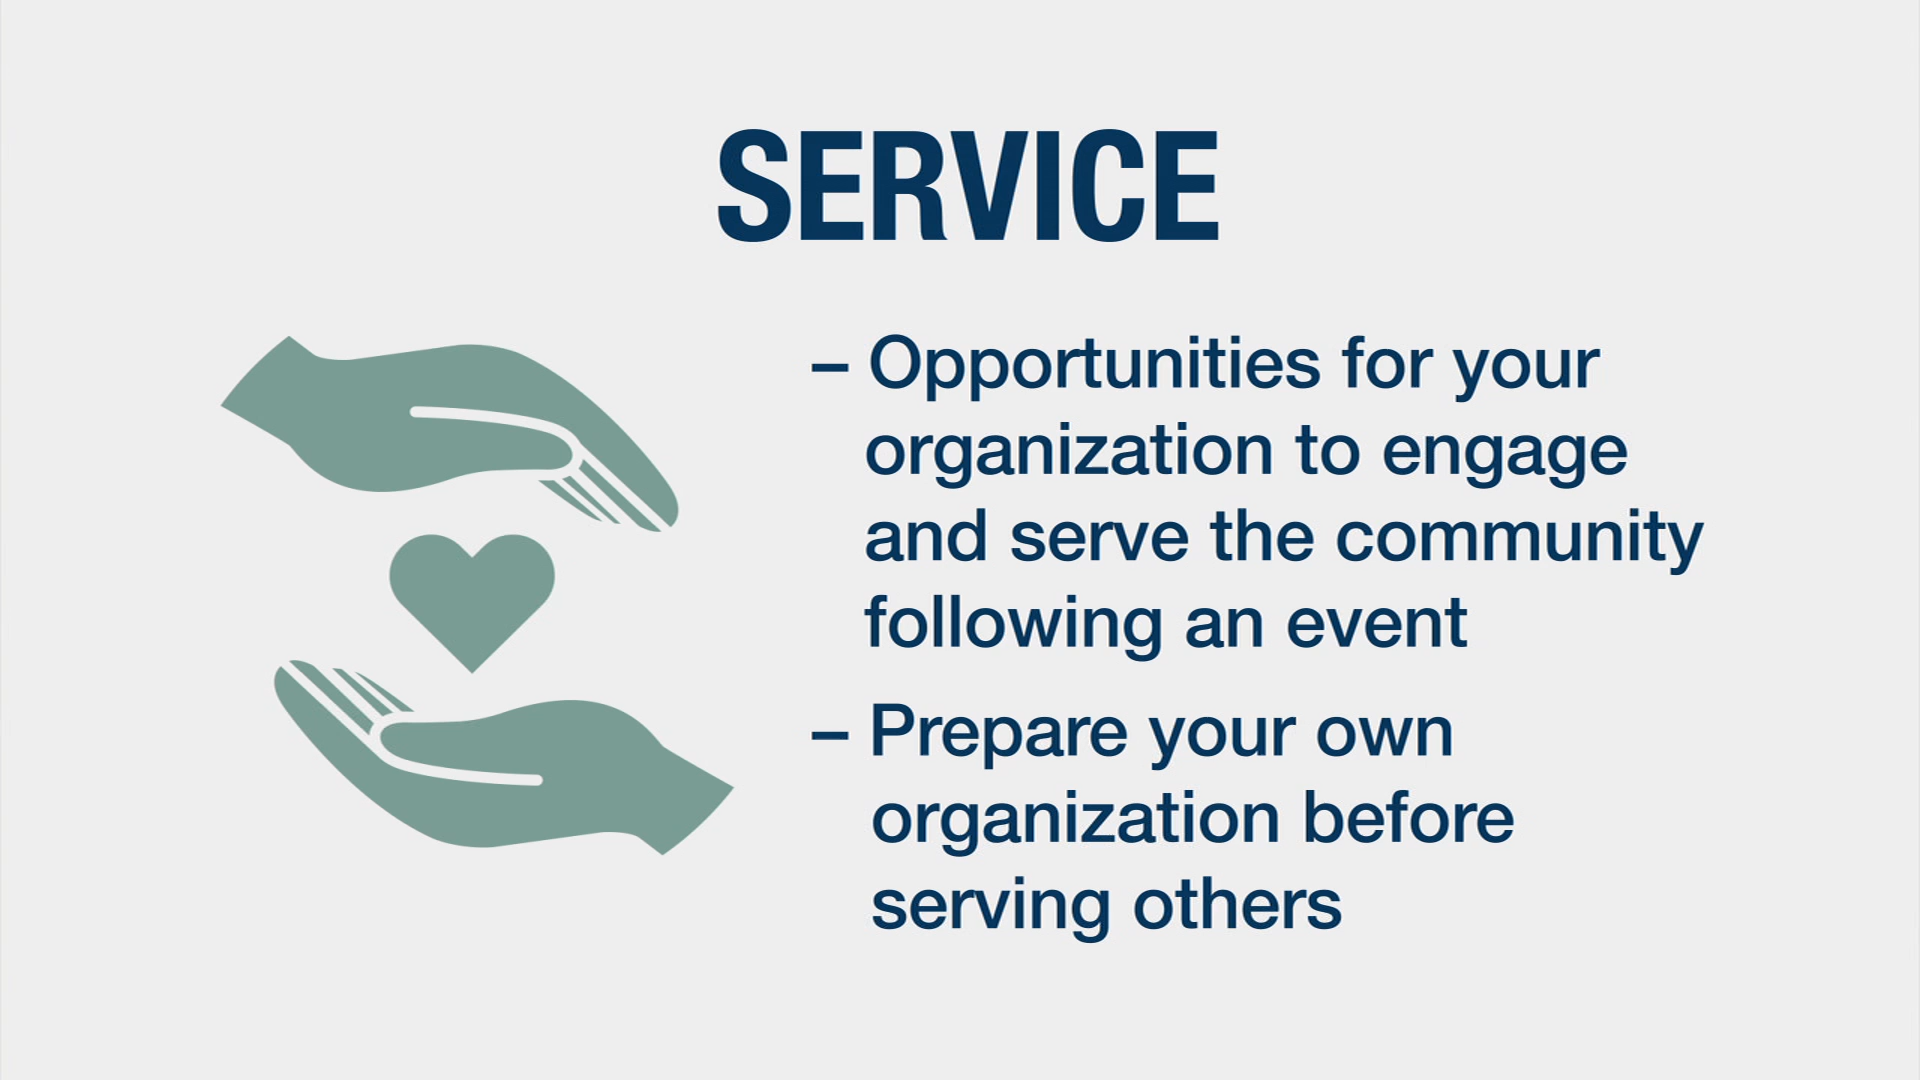 SERVICE
– Opportunities for your
organization to engage
and serve the community
following an event
– Prepare your own
organization before
serving others